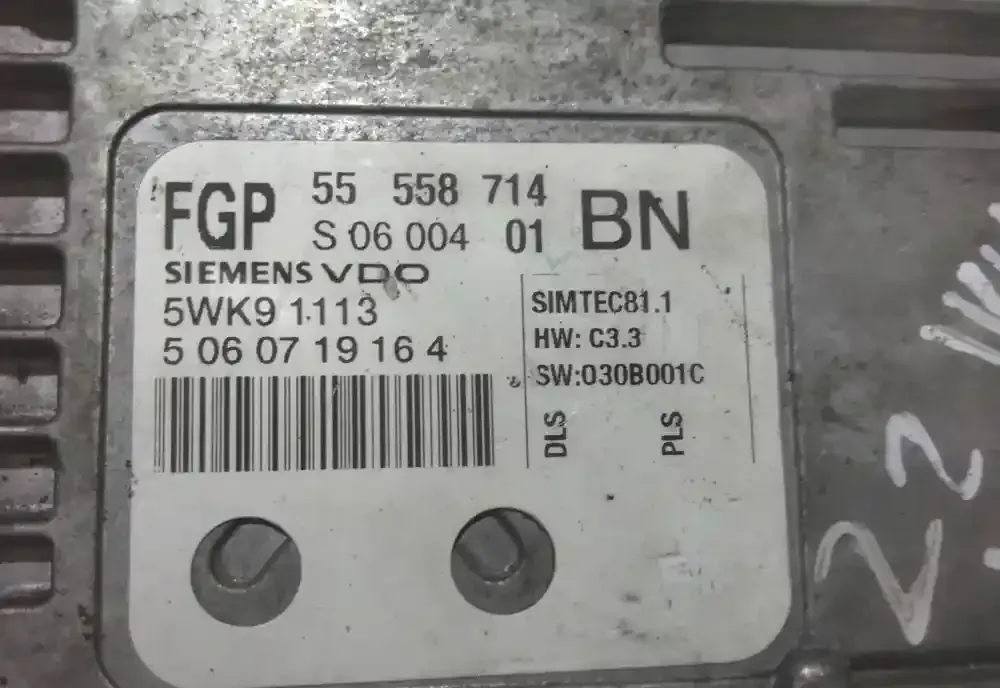 FGP 55 558 714 BN
S 06 004 01
SIEMENS VDO
5WK9 1113
5 06 07 19 16 4
SIMTEC81.1
HW: C3.3
SW:030B001C
DLS
PLS
22